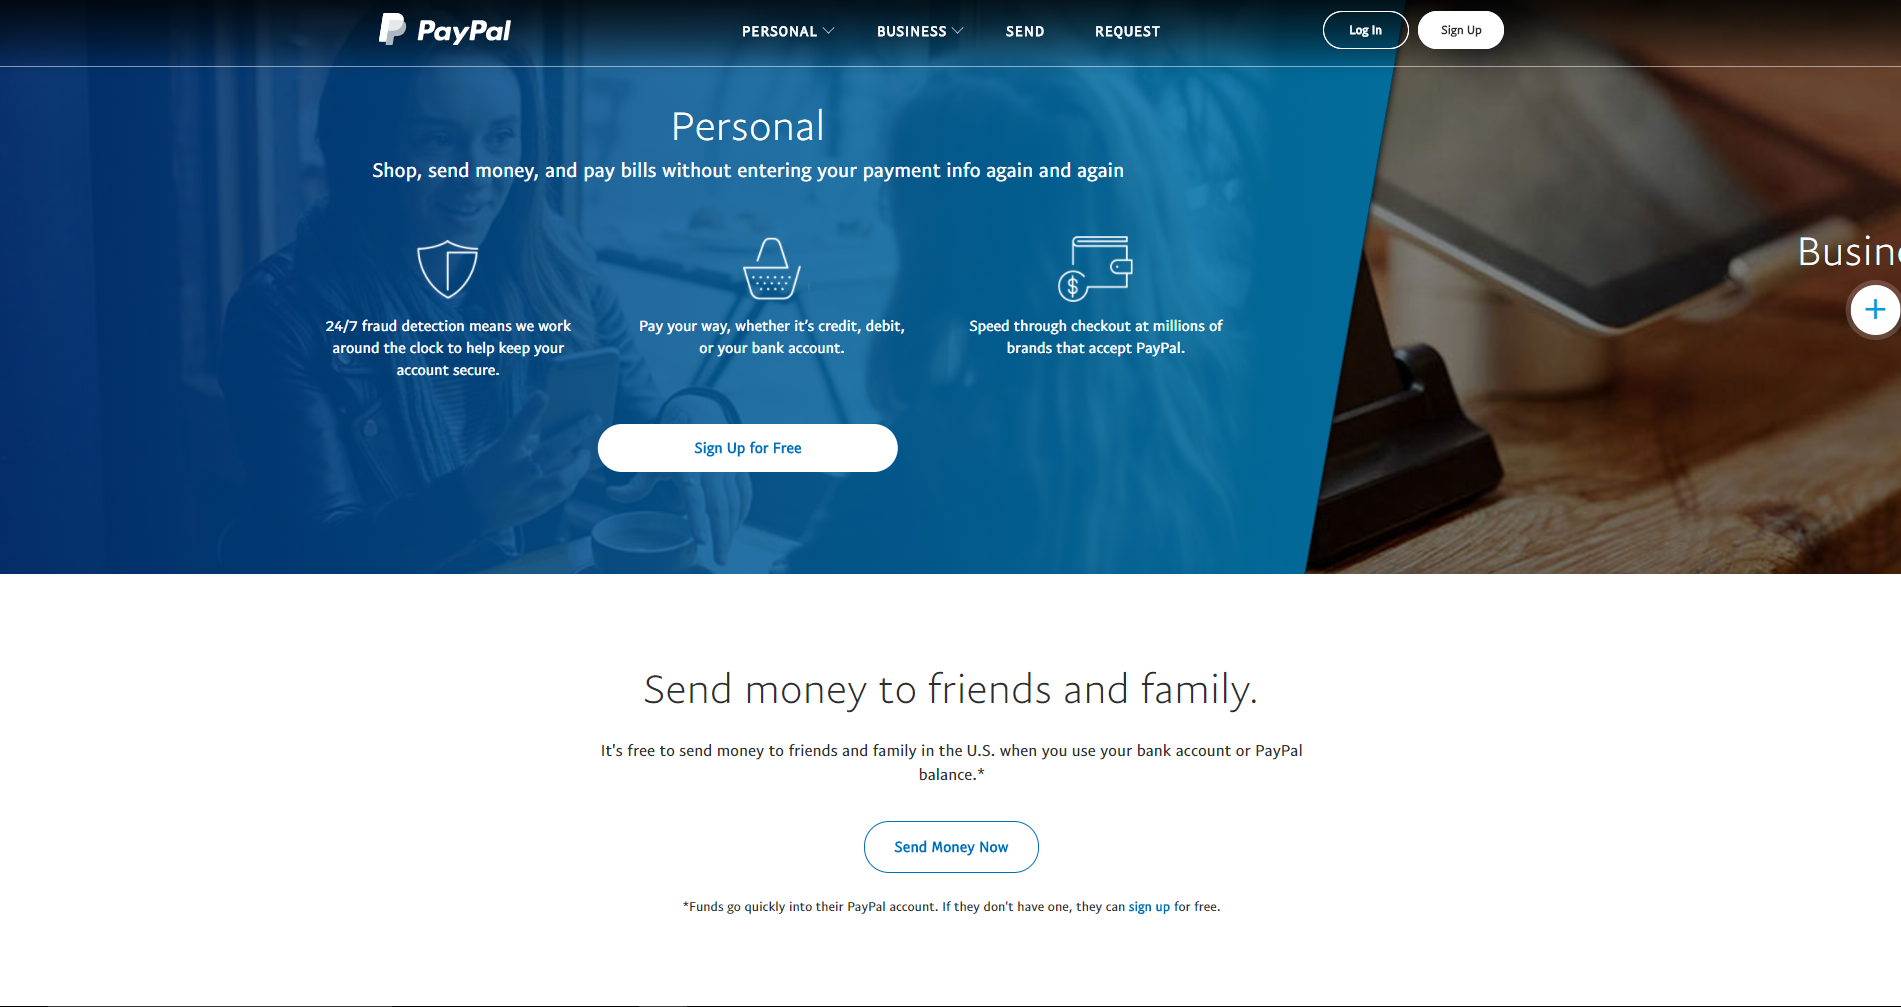 PayPal
PERSONAL
BUSINESS
SEND
REQUEST
Log In
Sign Up
Personal
Shop, send money, and pay bills without entering your payment info again and again
24/7 fraud detection means we work
around the clock to help keep your
account secure.
Pay your way, whether it's credit, debit,
or your bank account.
Speed through checkout at millions of
brands that accept PayPal.
Sign Up for Free
Busin
Send money to friends and family.
It's free to send money to friends and family in the U.S. when you use your bank account or PayPal
balance.*
Send Money Now
*Funds go quickly into their PayPal account. If they don't have one, they can sign up for free.